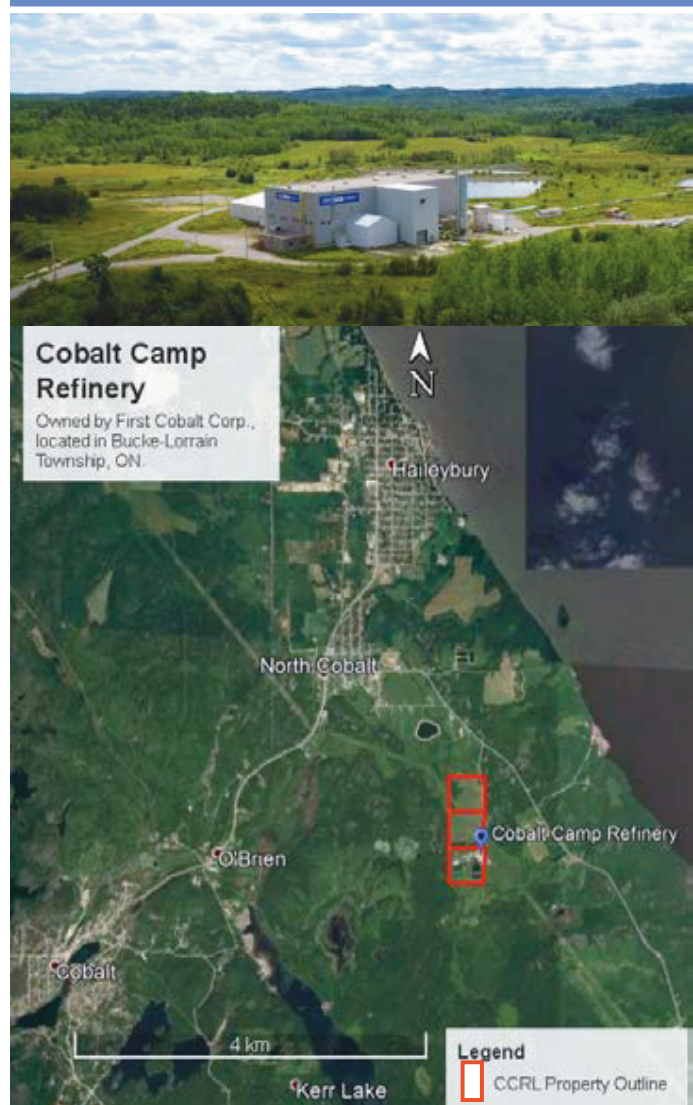 Cobalt Camp
Refinery
Owned by First Cobalt Corp.,
located in Bucke-Lorrain
Township, ON.
N
Haileybury
North Cobalt
Cobalt Camp Refinery
O'Brien
Cobalt
4 km
Kerr Lake
Legend
CCRL Property Outline